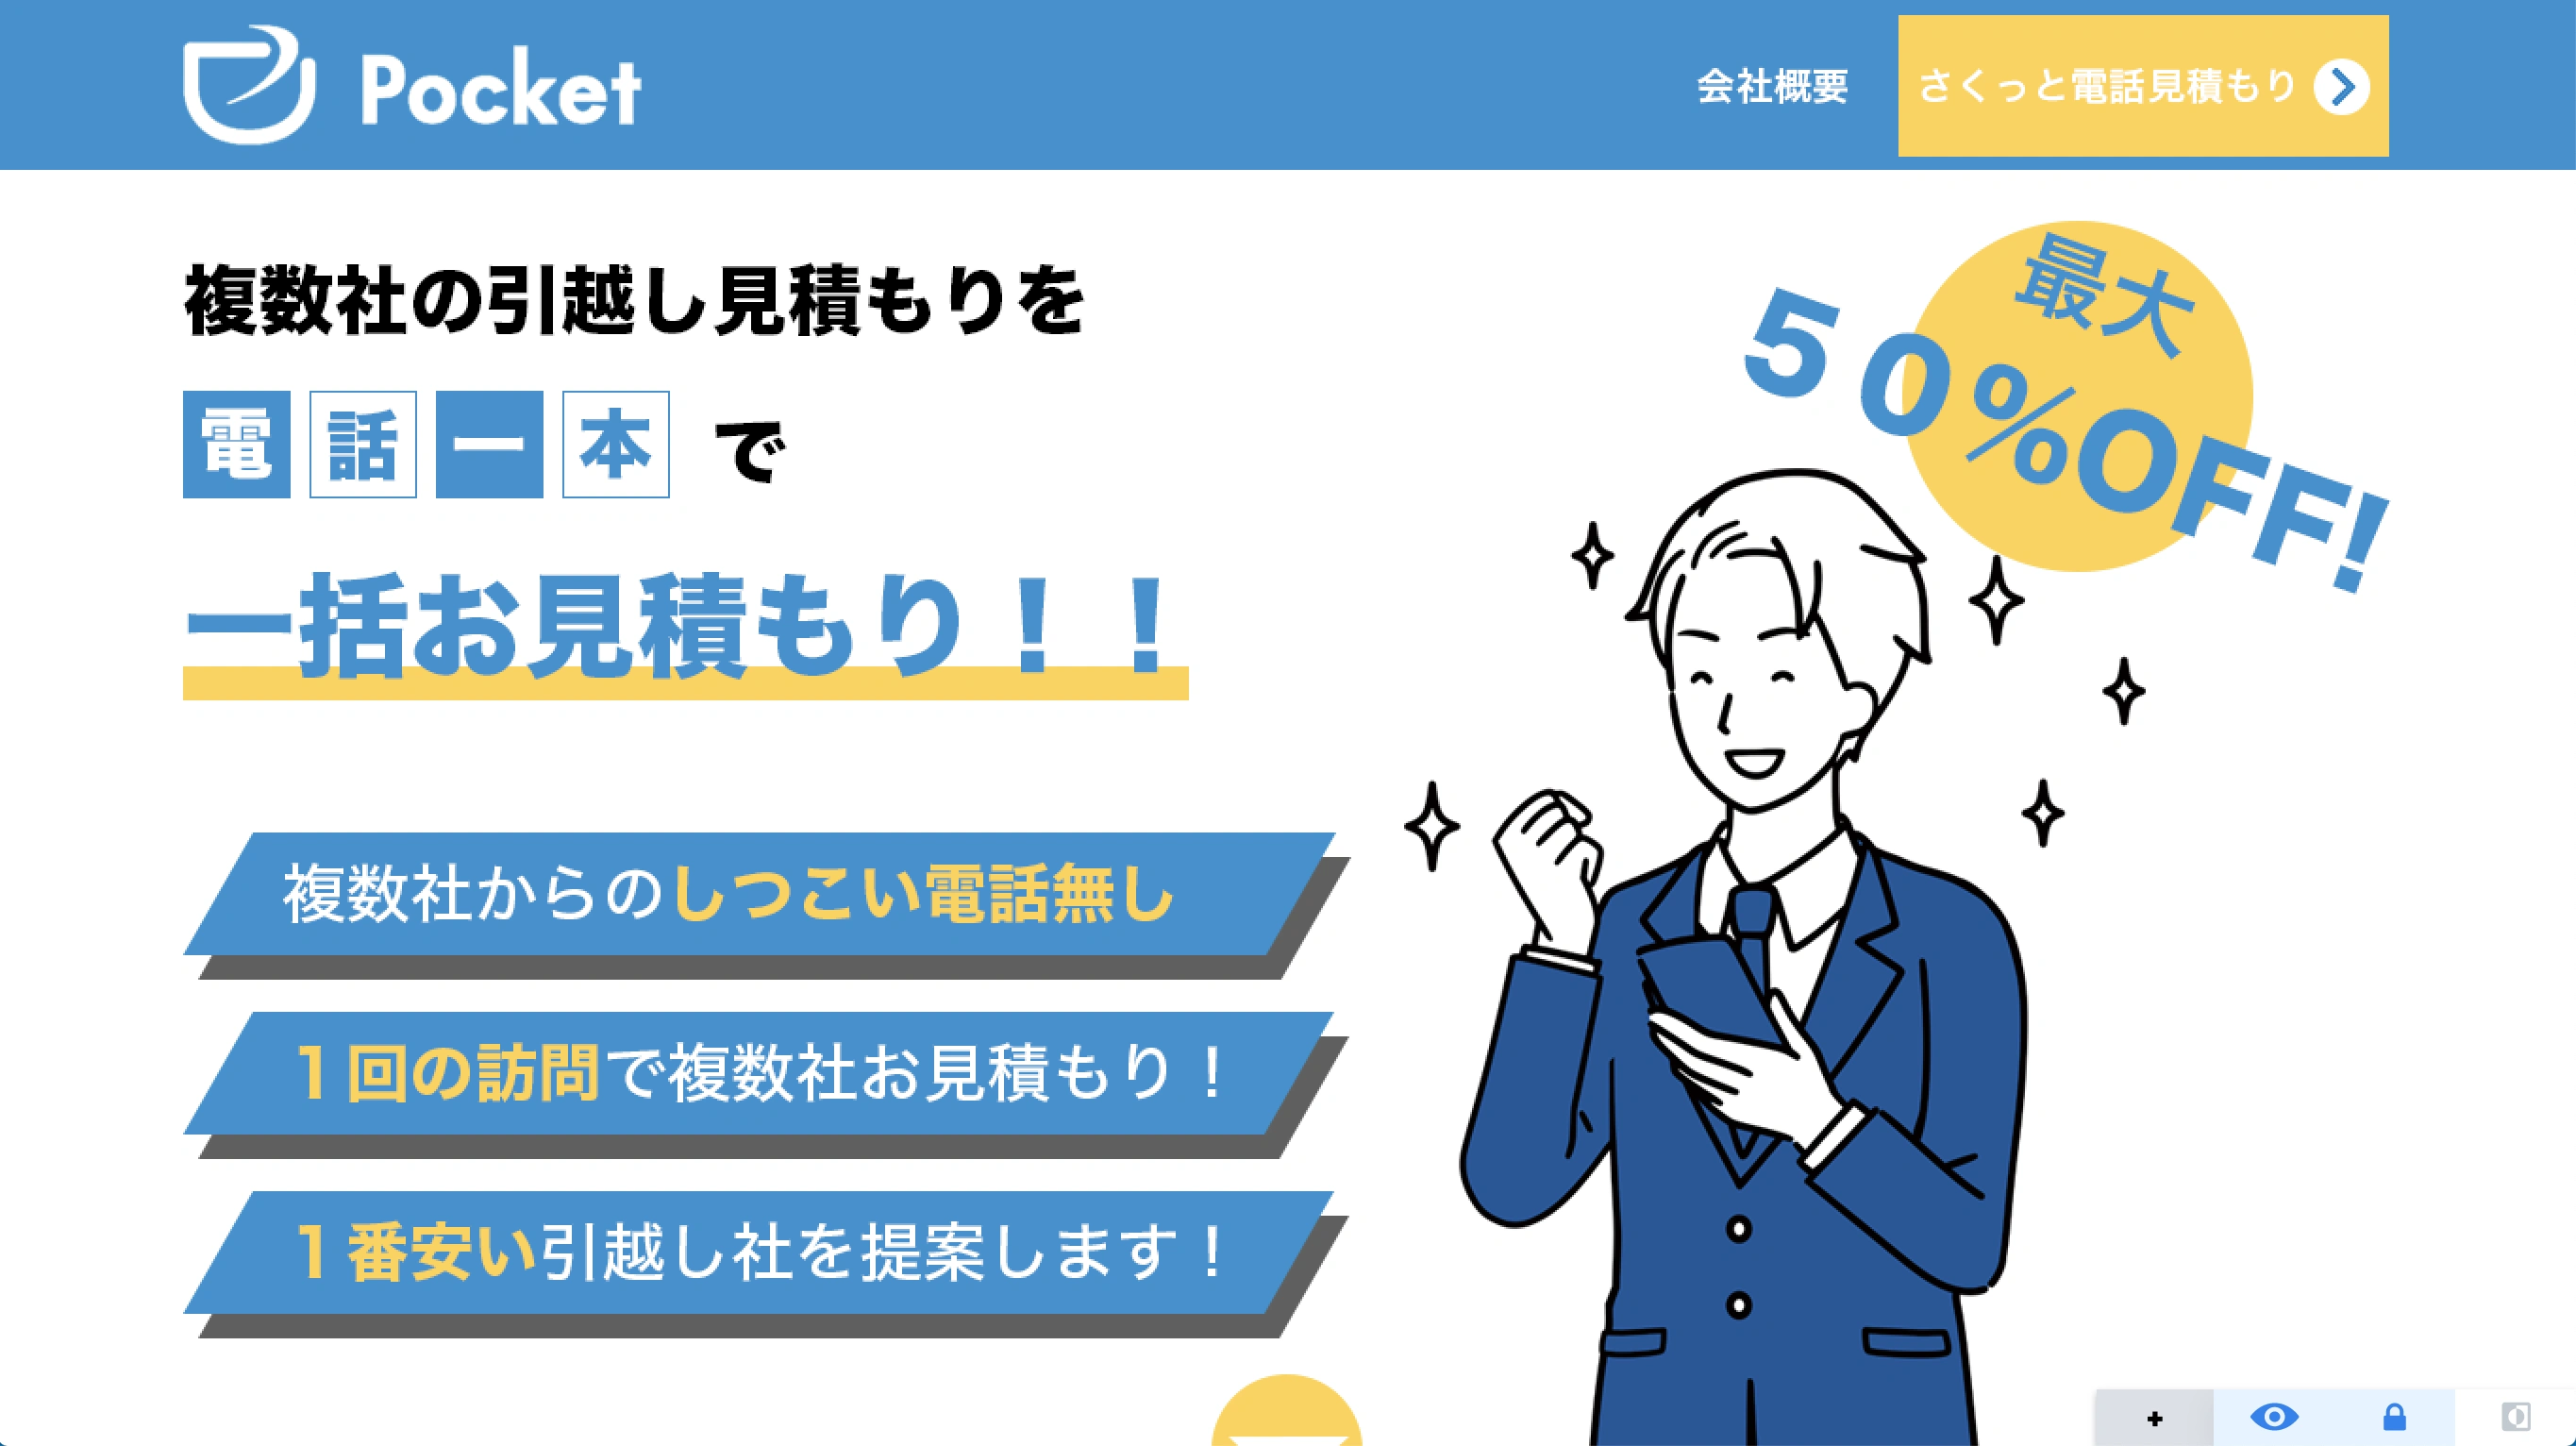 Pocket
会社概要
さくっと電話見積もり
複数社の引越し見積もりを
電話一本で
一括お見積もり！！
最大
５０％OFF!
複数社からのしつこい電話無し
１回の訪問で複数社お見積もり！
１番安い引越し社を提案します！